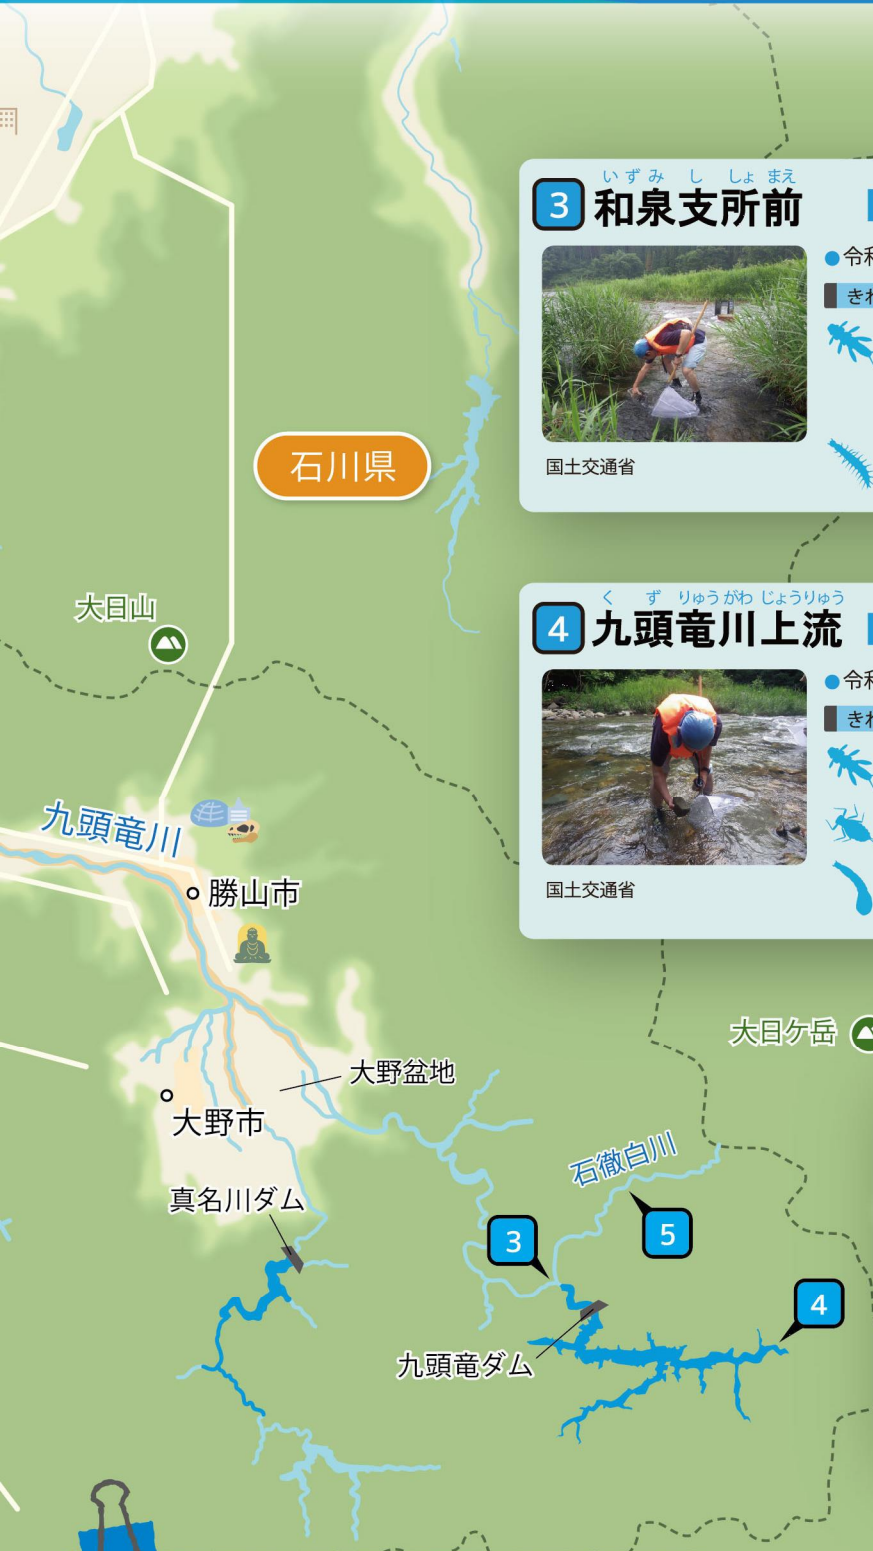 いずみ し しょ まえ
3 和泉支所前
令和
きれ
国土交通省
石川県
大日山
く ず りゅうがわ じょうりゅう
4 九頭竜川上流
令和
きれ
国土交通省
九頭竜川
勝山市
大日ケ岳
大野盆地
大野市
石徹白川
真名川ダム
3
5
4
九頭竜ダム